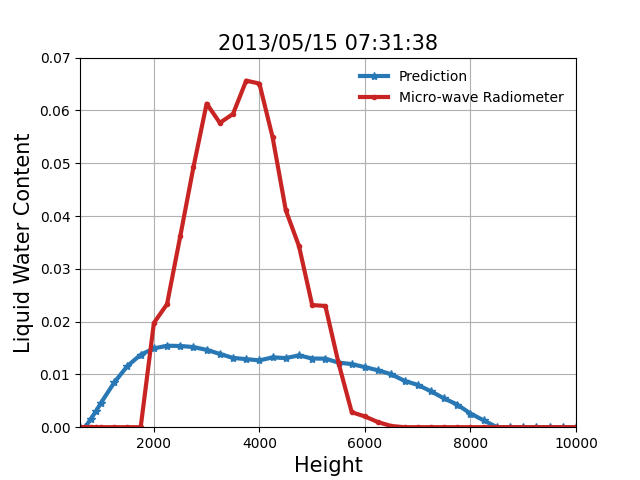 2013/05/15 07:31:38
Prediction
Micro-wave Radiometer
Liquid Water Content
0.07
0.06
0.05
0.04
0.03
0.02
0.01
0.00
2000 4000 6000 8000 10000
Height